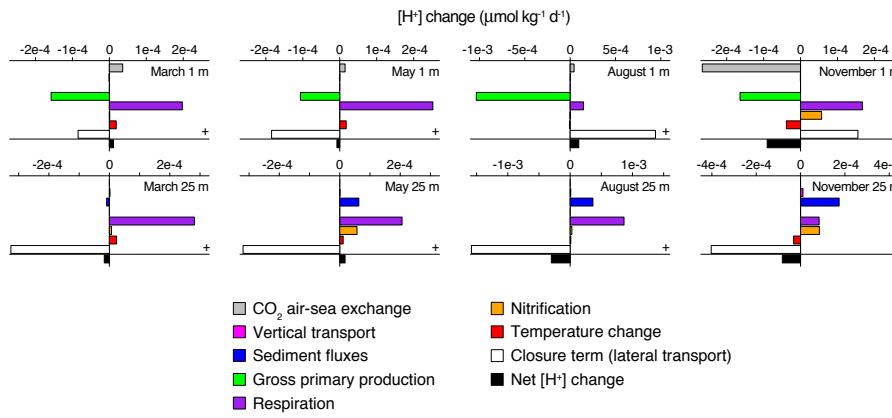 [H⁺] change (μmol kg⁻¹ d⁻¹)
-2e-4 -1e-4 0 1e-4 2e-4
March 1 m
+
-2e-4 -1e-4 0 1e-4 2e-4
May 1 m
+
-1e-3 0 5e-4 1e-3
August 1 m
+
-2e-4 -1e-4 0 1e-4 2e-4
November 1 m
+
-2e-4 0 2e-4
March 25 m
+
-2e-4 0 2e-4
May 25 m
+
-1e-3 0 1e-3
August 25 m
+
-4e-4 -2e-4 0 2e-4 4e-4
November 25 m
+
CO₂ air-sea exchange
Vertical transport
Sediment fluxes
Gross primary production
Respiration
Nitrification
Temperature change
Closure term (lateral transport)
Net [H⁺] change